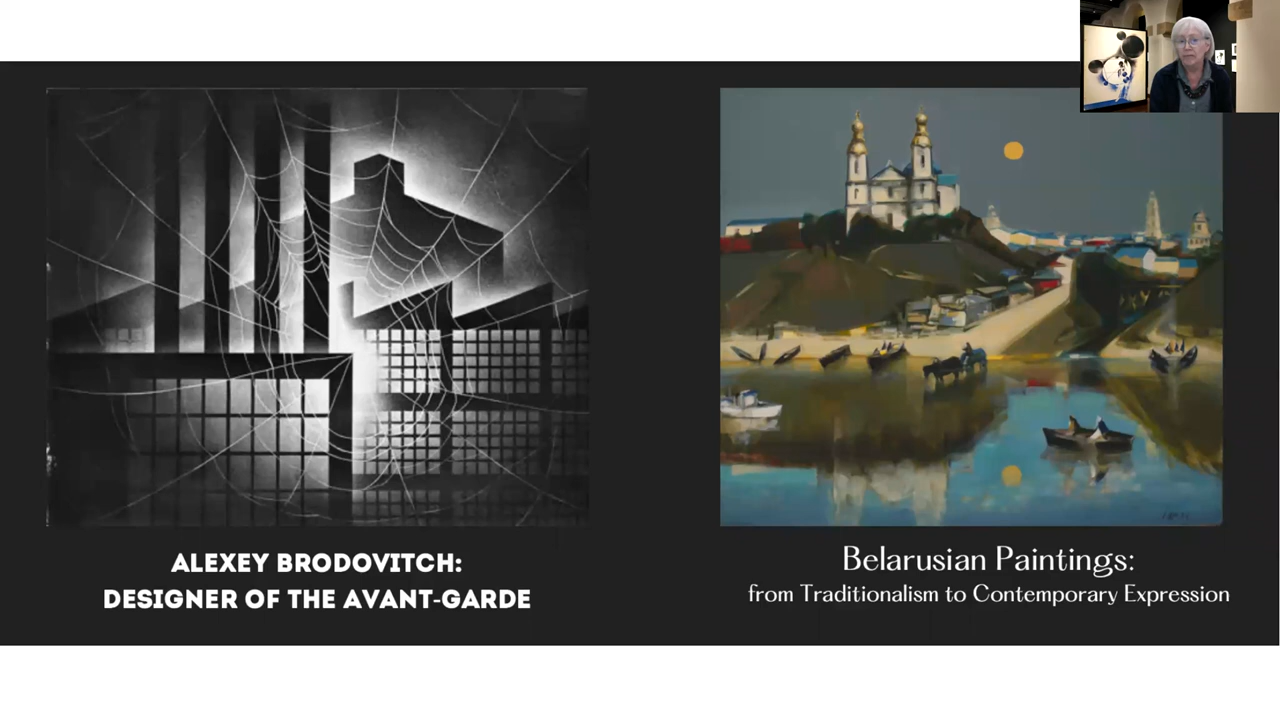 ALEXEY BRODOVITCH:
DESIGNER OF THE AVANT-GARDE
Belarusian Paintings:
from Traditionalism to Contemporary Expression